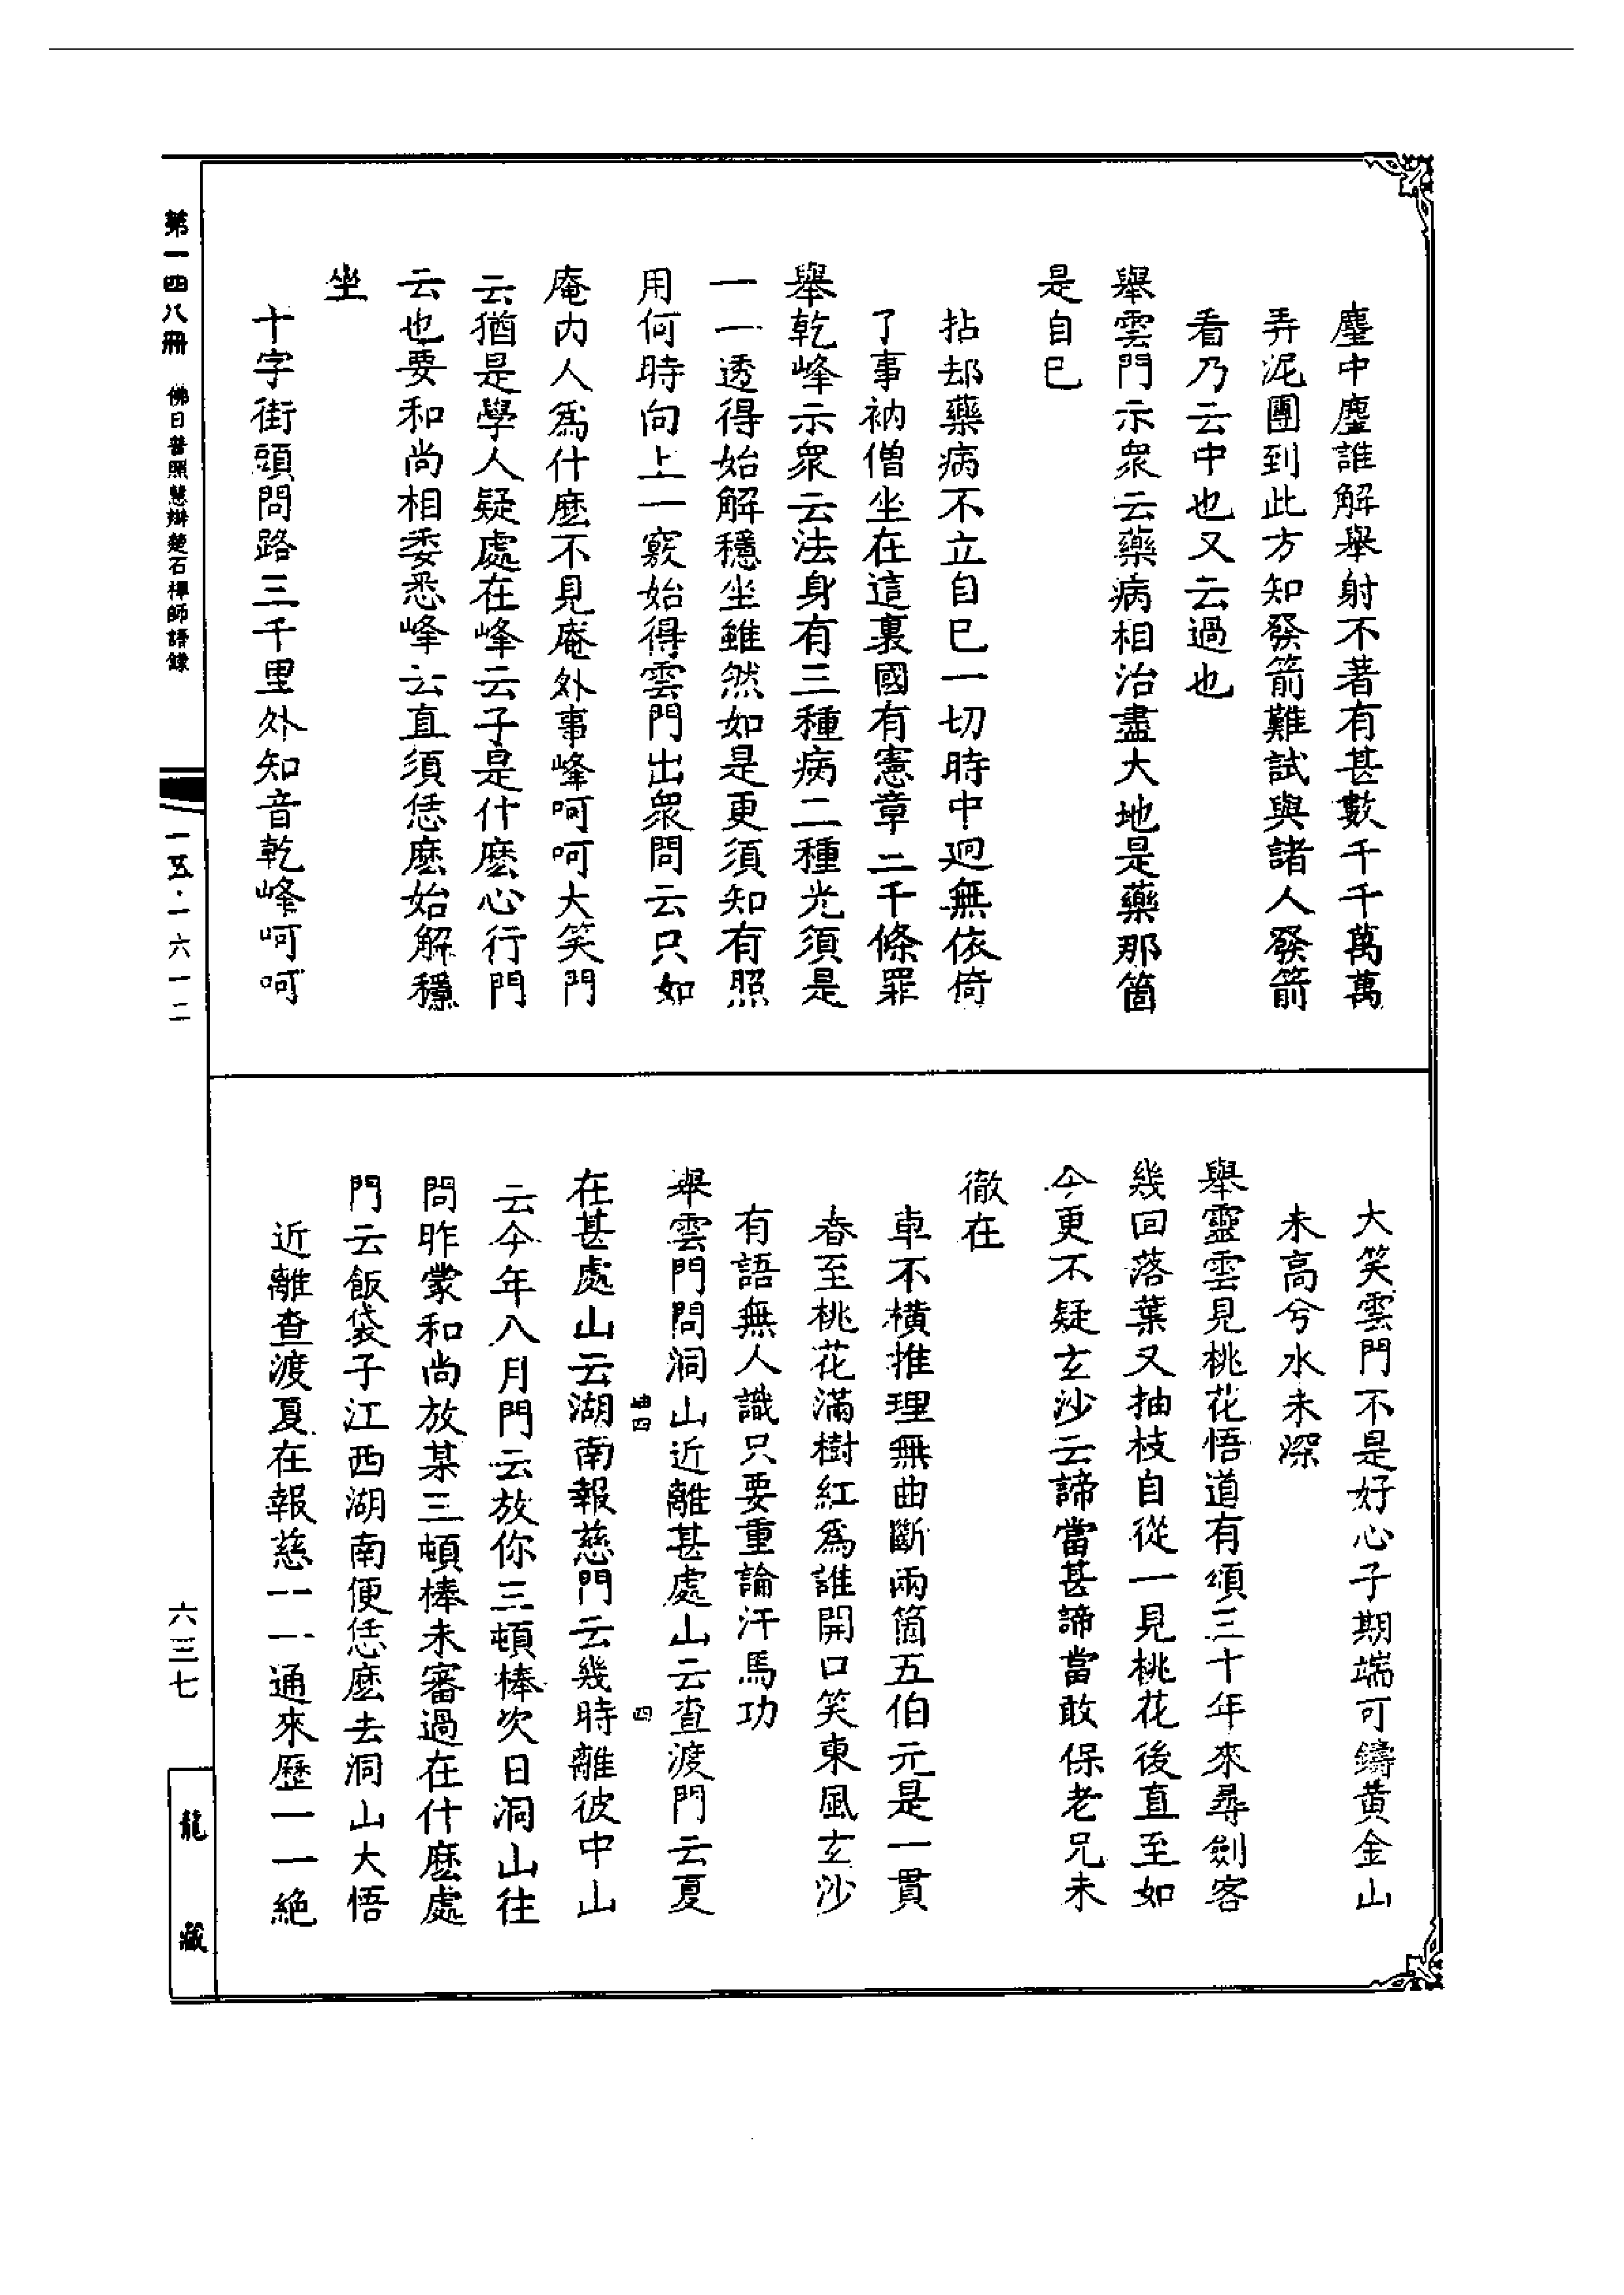 塵中塵誰解舉射不著有甚數千千萬萬
弄泥團到此方知發箭難試與諸人發箭
看乃云中也又云過也
舉雲門示衆云藥病相治盡大地是藥那箇
是自巳
拈却藥病不立自巳一切時中迥無依倚
了事衲僧坐在這裏國有憲章二千條罪
舉乾峰示衆云法身有三種病二種光須是
一一透得始解穩坐雖然如是更須知有照
用何時向上一竅始得雲門出衆問云只如
庵內人爲什麽不見庵外事峰呵呵大笑門
云猶是學人疑處在峰云子是什麽心行門
云也要和尚相委悉峰云直須恁麽始解穩
坐
十字街頭問路三千里外知音乾峰呵呵
大笑雲門不是好心子期端可鑄黃金山
未高兮水未深
舉靈雲見桃花悟道有頌三十年來尋劍客
幾回落葉又抽枝自從一見桃花後直至如
今更不疑玄沙云諦當甚諦當敢保老兄未
徹在
車不橫推理無曲斷兩箇五伯元是一貫
春至桃花滿樹紅爲誰開口笑東風玄沙
有語無人識只要重論汗馬功
舉雲門問洞山近離甚處山云查渡門云夏
岫四 四
在甚處山云湖南報慈門云幾時離彼中山
云今年八月門云放你三頓棒次日洞山往
問昨蒙和尚放某三頓棒未審過在什麽處
門云飯袋子江西湖南便恁麽去洞山大悟
近離查渡夏在報慈一一通來歷一一絕
第一四八冊 佛日普照慧辯楚石禪師語錄
一五·一六一二
六三七
龍藏